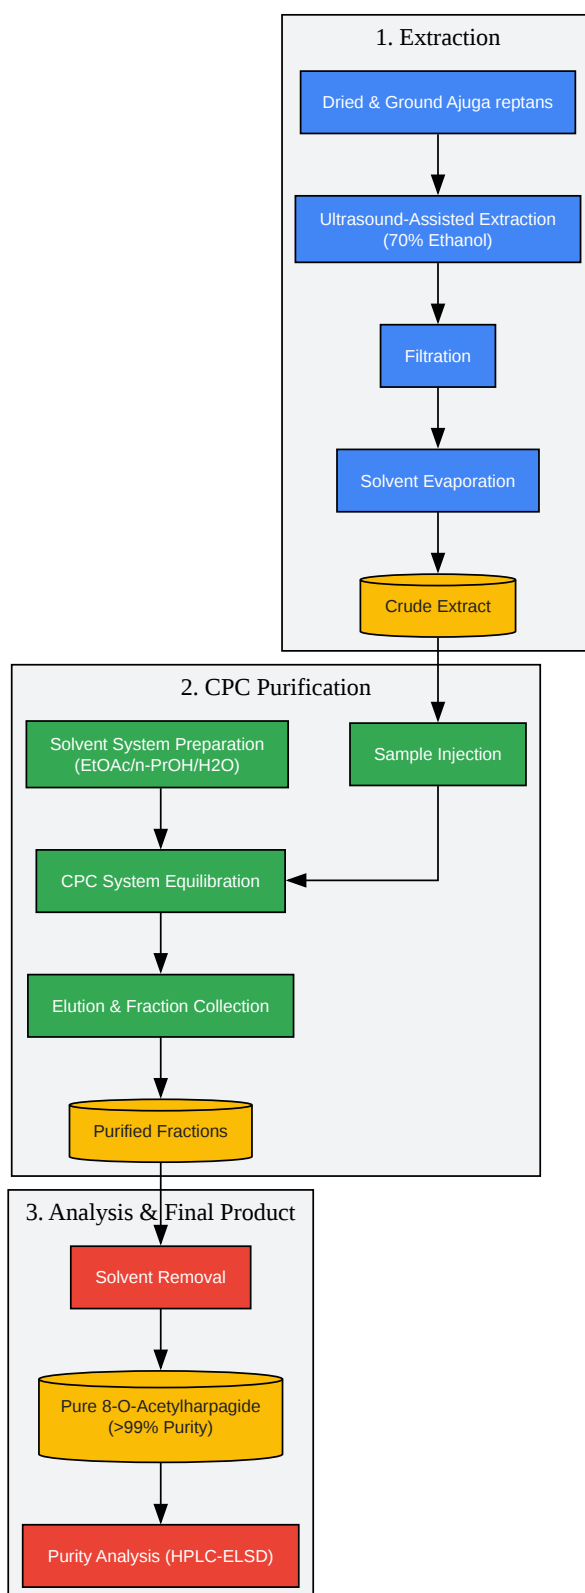 1. Extraction
Dried & Ground Ajuga reptans
Ultrasound-Assisted Extraction
(70% Ethanol)
Filtration
Solvent Evaporation
Crude Extract
2. CPC Purification
Solvent System Preparation
(EtOAc/n-PrOH/H2O)
Sample Injection
CPC System Equilibration
Elution & Fraction Collection
Purified Fractions
3. Analysis & Final Product
Solvent Removal
Pure 8-O-Acetylharpagide
(>99% Purity)
Purity Analysis (HPLC-ELSD)